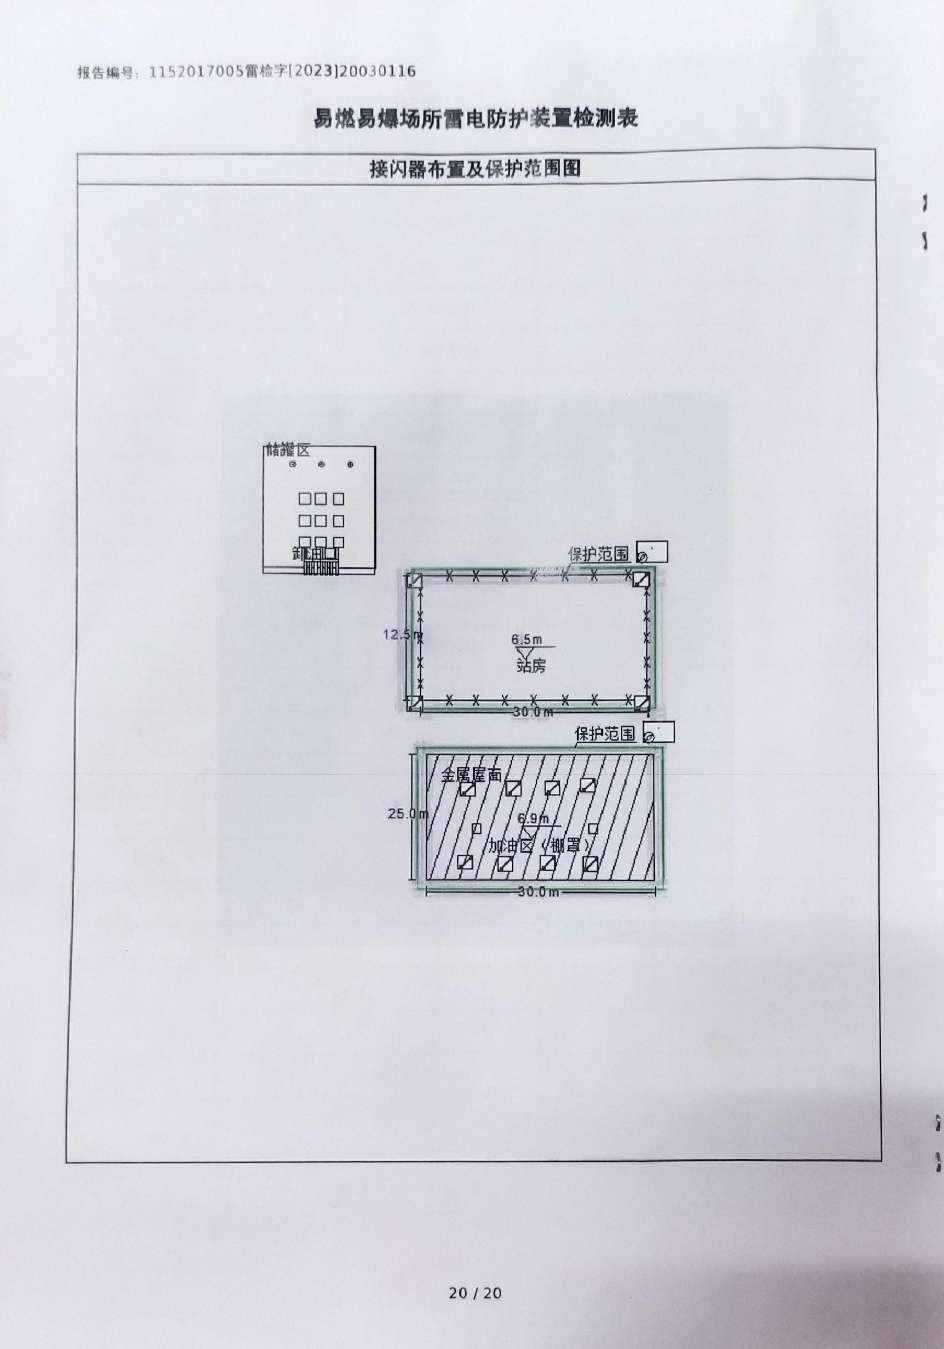 报告编号：1152017005雷检字[2023]20030116
易燃易爆场所雷电防护装置检测表
接闪器布置及保护范围图
储罐区
卸油口
保护范围
12.5m
6.5m
站房
30.0m
保护范围
金属屋面
25.0m
6.9m
加油区（棚罩）
30.0m
20 / 20